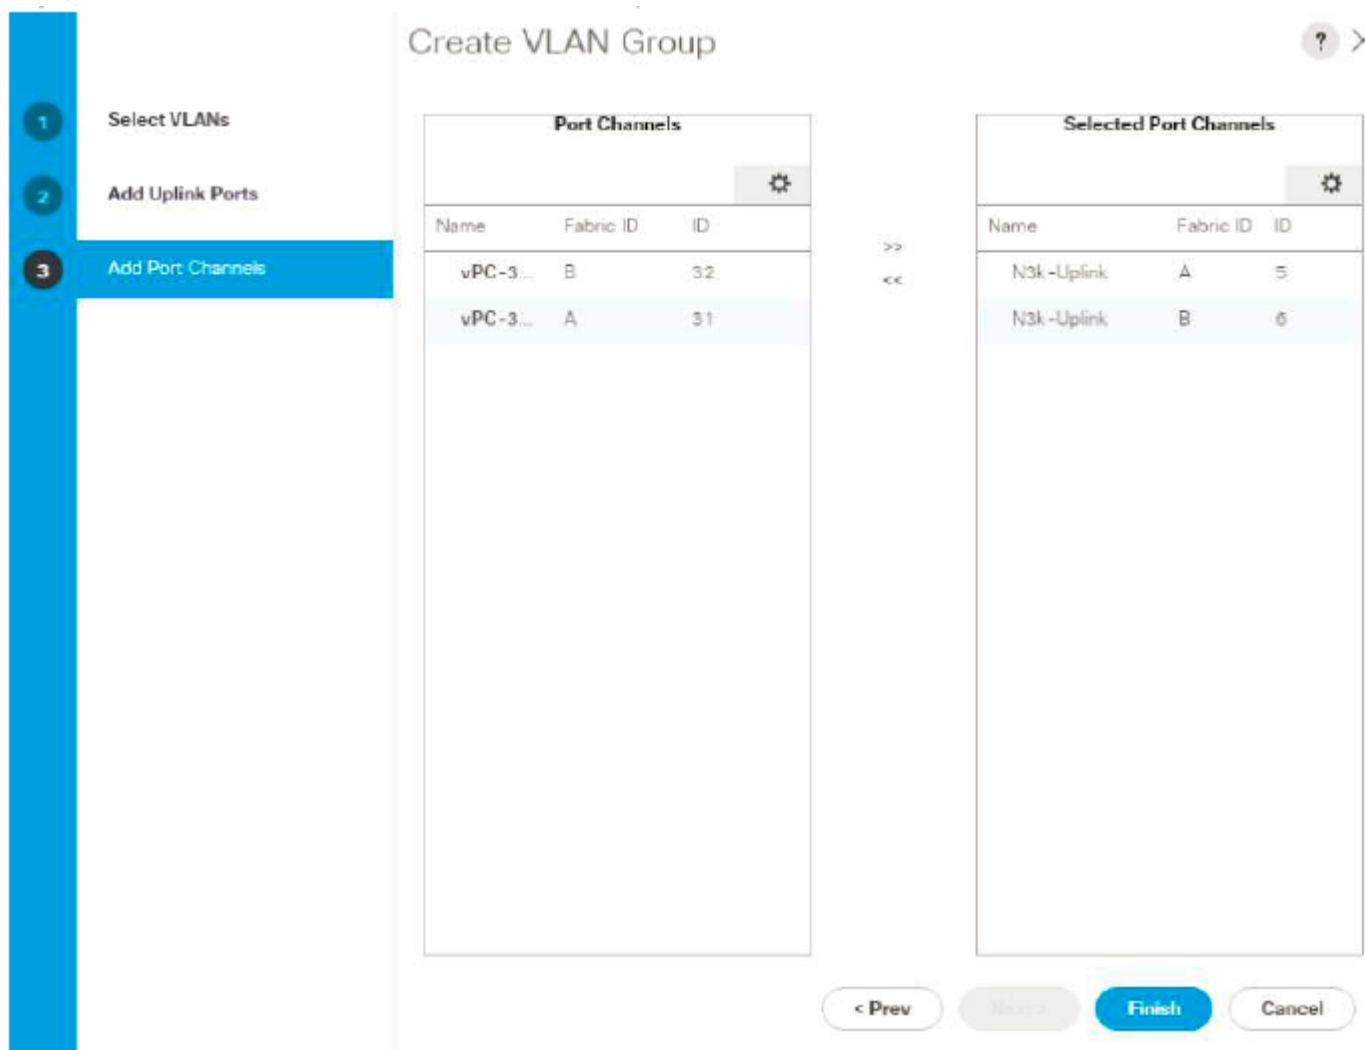 Create VLAN Group
?
1 Select VLANs
2 Add Uplink Ports
3 Add Port Channels
Port Channels
Name Fabric ID ID
vPC-3... B 32
vPC-3... A 31
>>
<<
Selected Port Channels
Name Fabric ID ID
N3k-Uplink A 5
N3k-Uplink B 6
< Prev Next > Finish Cancel